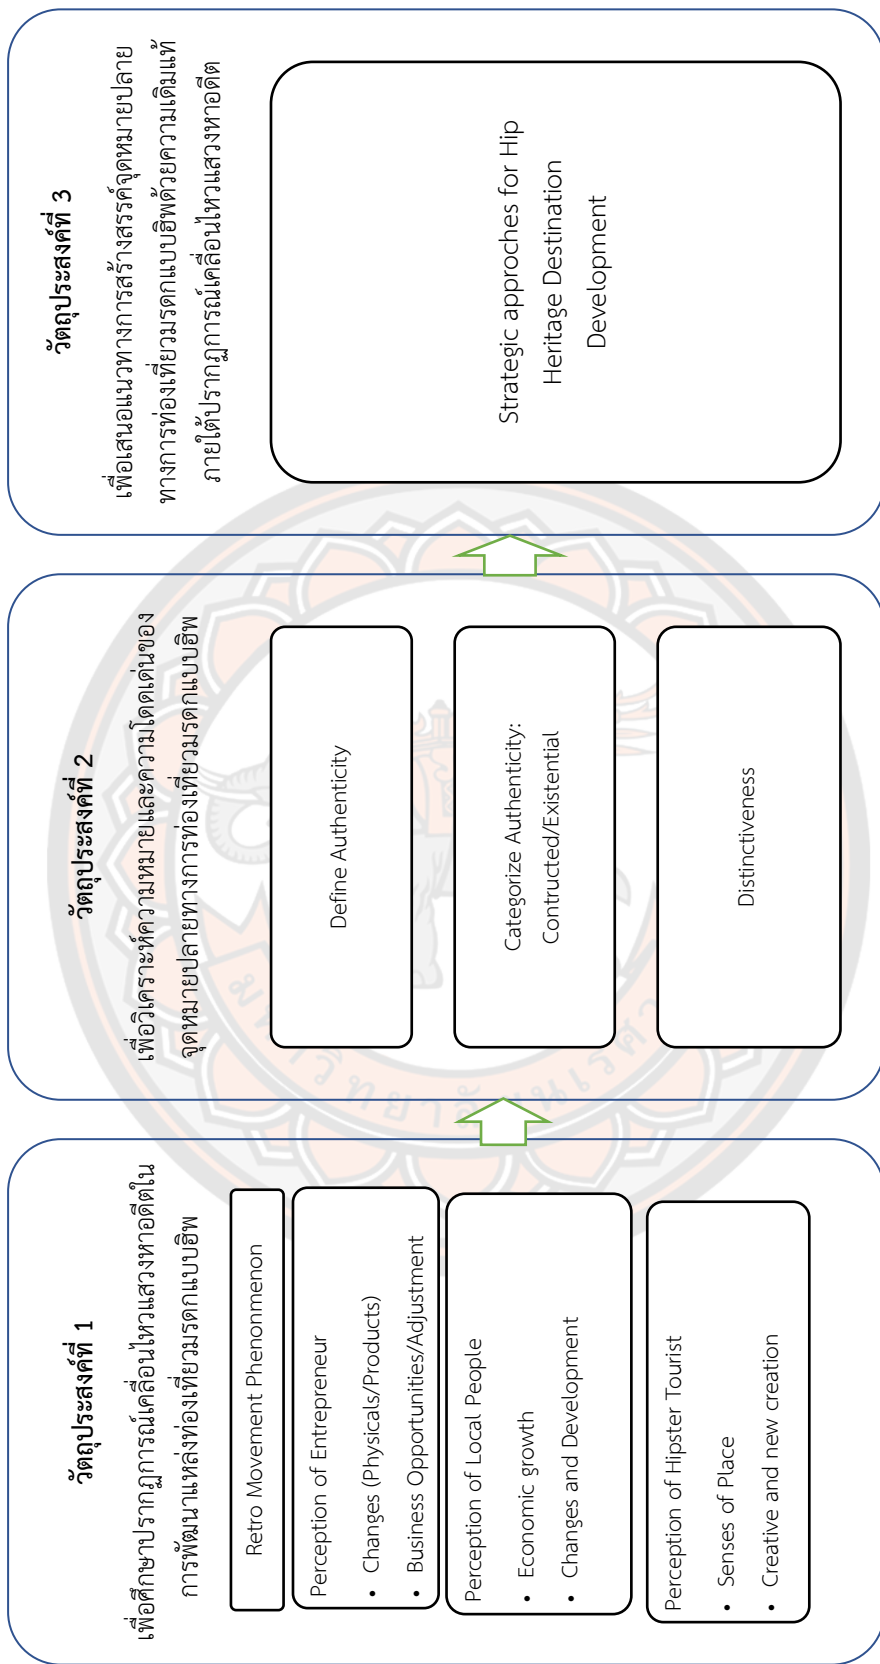 วัตถุประสงค์ที่ 1
เพื่อศึกษาปรากฏการณ์เคลื่อนไหวแสวงหาอดีตใน
การพัฒนาแหล่งท่องเที่ยวมรดกแบบฮิพ
Retro Movement Phenonmenon
Perception of Entrepreneur
• Changes (Physicals/Products)
• Business Opportunities/Adjustment
Perception of Local People
• Economic growth
• Changes and Development
Perception of Hipster Tourist
• Senses of Place
• Creative and new creation
วัตถุประสงค์ที่ 2
เพื่อวิเคราะห์ความหมายและความโดดเด่นของ
จุดหมายปลายทางการท่องเที่ยวมรดกแบบฮิพ
Define Authenticity
Categorize Authenticity:
Contructed/Existential
Distinctiveness
วัตถุประสงค์ที่ 3
เพื่อเสนอแนวทางการสร้างสรรค์จุดหมายปลาย
ทางการท่องเที่ยวมรดกแบบฮิพด้วยความเดิมแท้
ภายใต้ปรากฏการณ์เคลื่อนไหวแสวงหาอดีต
Strategic approches for Hip
Heritage Destination
Development